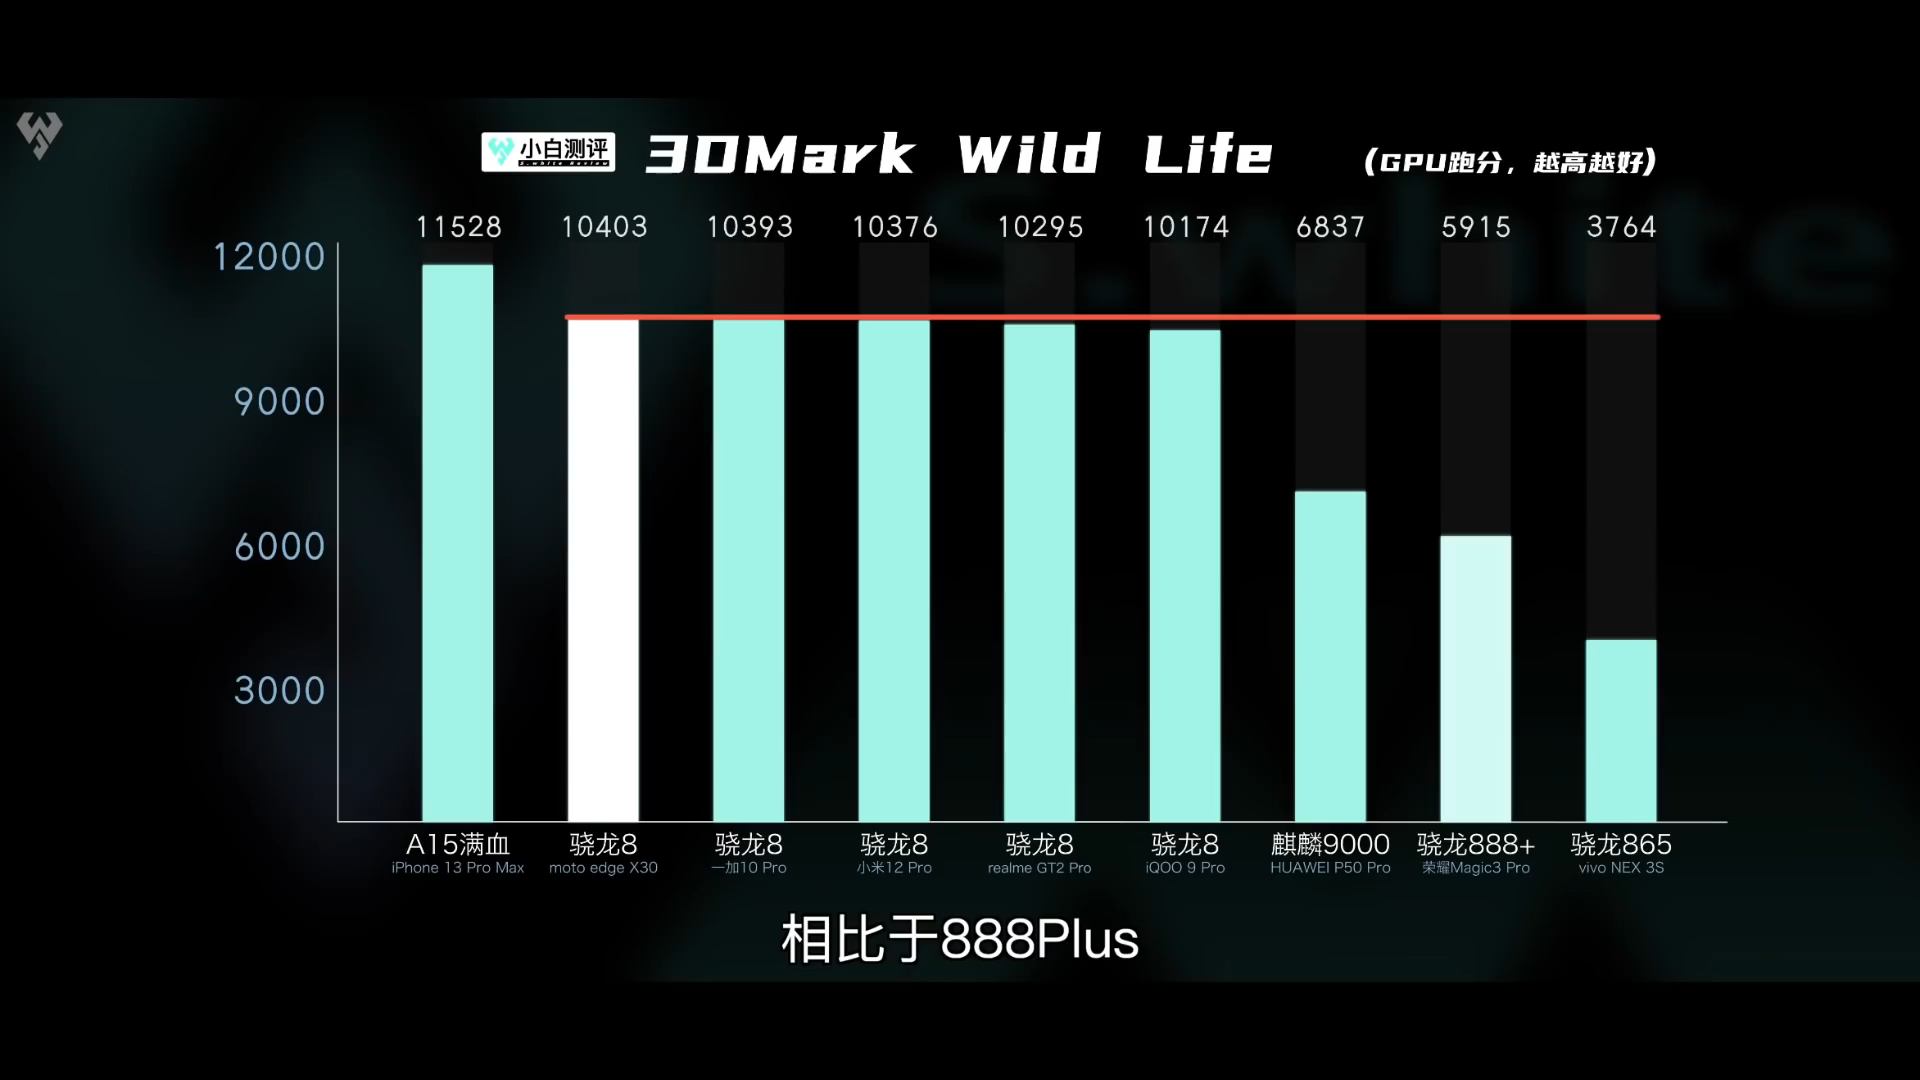 小白测评
S.white Review
3DMark Wild Life
(GPU跑分，越高越好)
S.white
11528 10403 10393 10376 10295 10174 6837 5915 3764
12000
9000
6000
3000
A15满血 骁龙8 骁龙8 骁龙8 骁龙8 骁龙8 麒麟9000 骁龙888+ 骁龙865
iPhone 13 Pro Max moto edge X30 一加10 Pro 小米12 Pro realme GT2 Pro iQOO 9 Pro HUAWEI P50 Pro 荣耀Magic3 Pro vivo NEX 3S
相比于888Plus